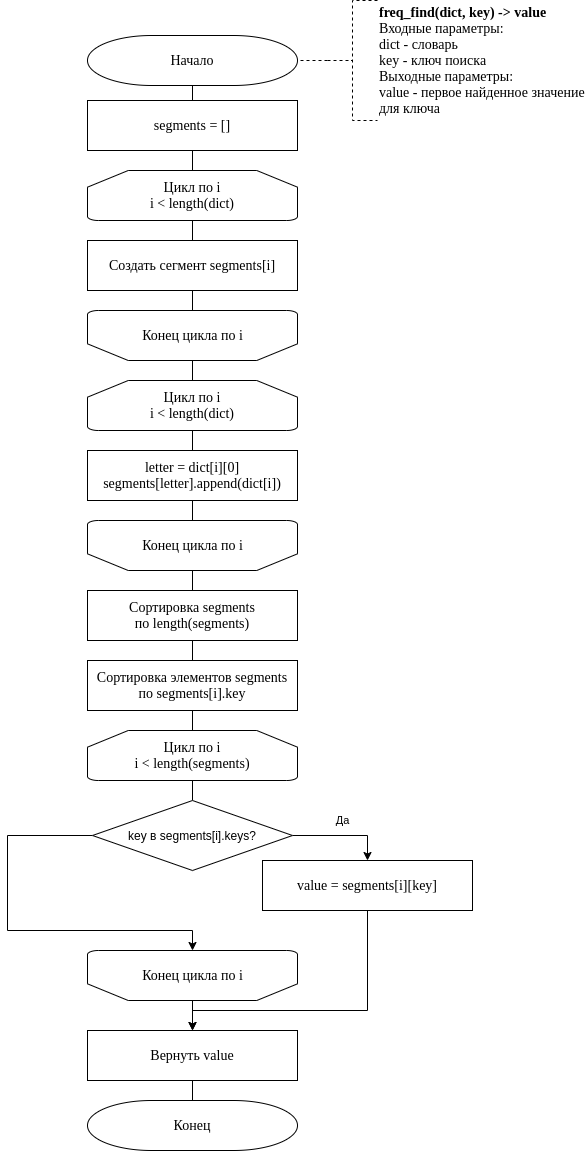 freq_find(dict, key) -> value
Входные параметры:
dict - словарь
key - ключ поиска
Выходные параметры:
value - первое найденное значение
для ключа
Начало
segments = []
Цикл по i
i < length(dict)
Создать сегмент segments[i]
Конец цикла по i
Цикл по i
i < length(dict)
letter = dict[i][0]
segments[letter].append(dict[i])
Конец цикла по i
Сортировка segments
по length(segments)
Сортировка элементов segments
по segments[i].key
Цикл по i
i < length(segments)
key в segments[i].keys?
Да
value = segments[i][key]
Конец цикла по i
Вернуть value
Конец